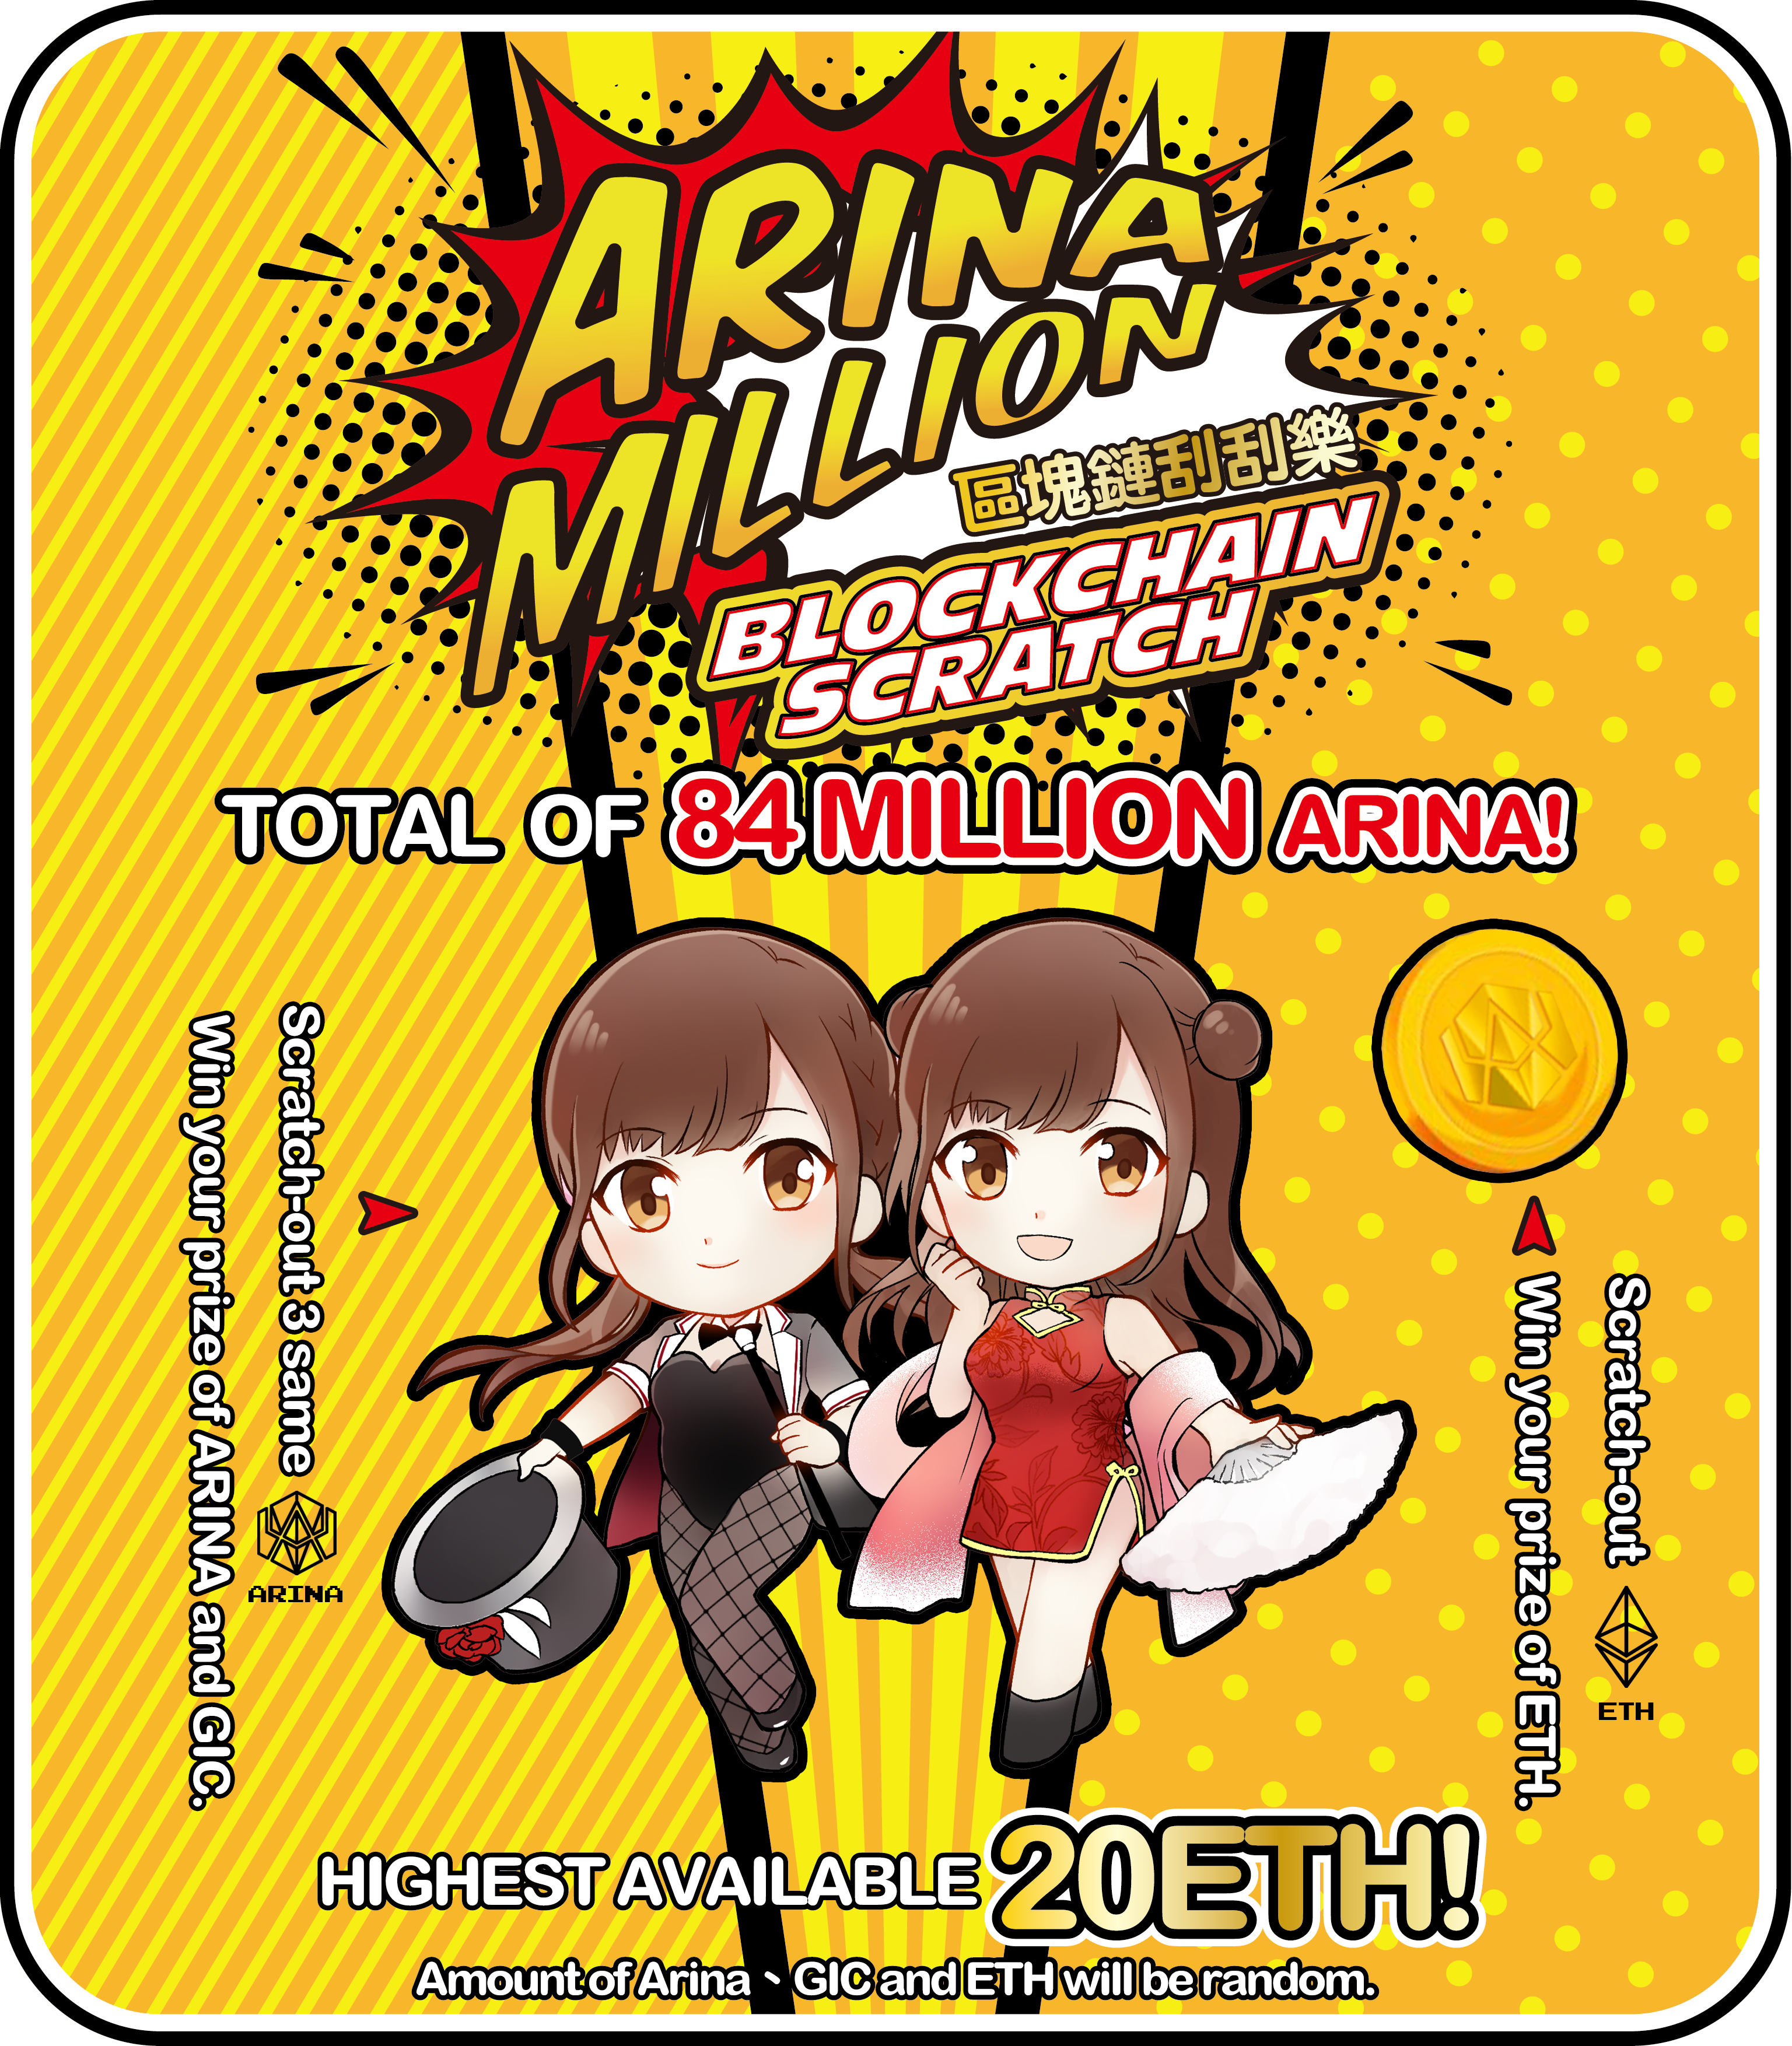 ARINA
MILLION
區塊鏈刮刮樂
BLOCKCHAIN
SCRATCH
TOTAL OF 84 MILLION ARINA!
Scratch-out 3 same
ARINA
Win your prize of ARINA and GIC.
Scratch-out
ETH
Win your prize of ETH.
HIGHEST AVAILABLE 20ETH!
Amount of Arina、GIC and ETH will be random.